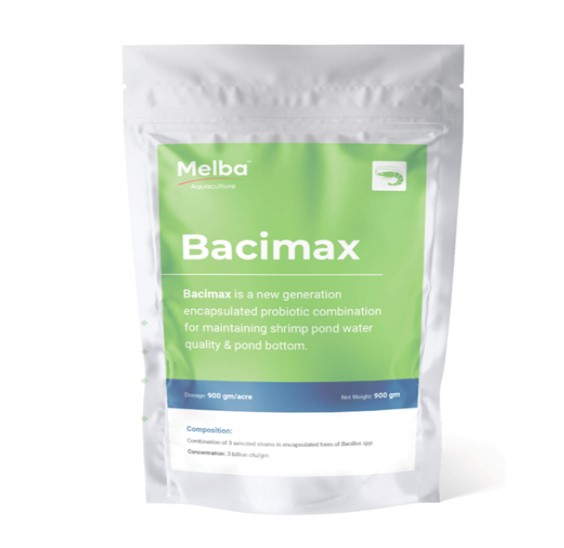 Melba™
Aquaculture
Bacimax
Bacimax is a new generation
encapsulated probiotic combination
for maintaining shrimp pond water
quality & pond bottom.
Dosage: 900 gm/acre
Net Weight: 900 gm
Composition:
Combination of 3 selected strains in encapsulated form of Bacillus spp.
Concentration: 3 billion cfu/gm